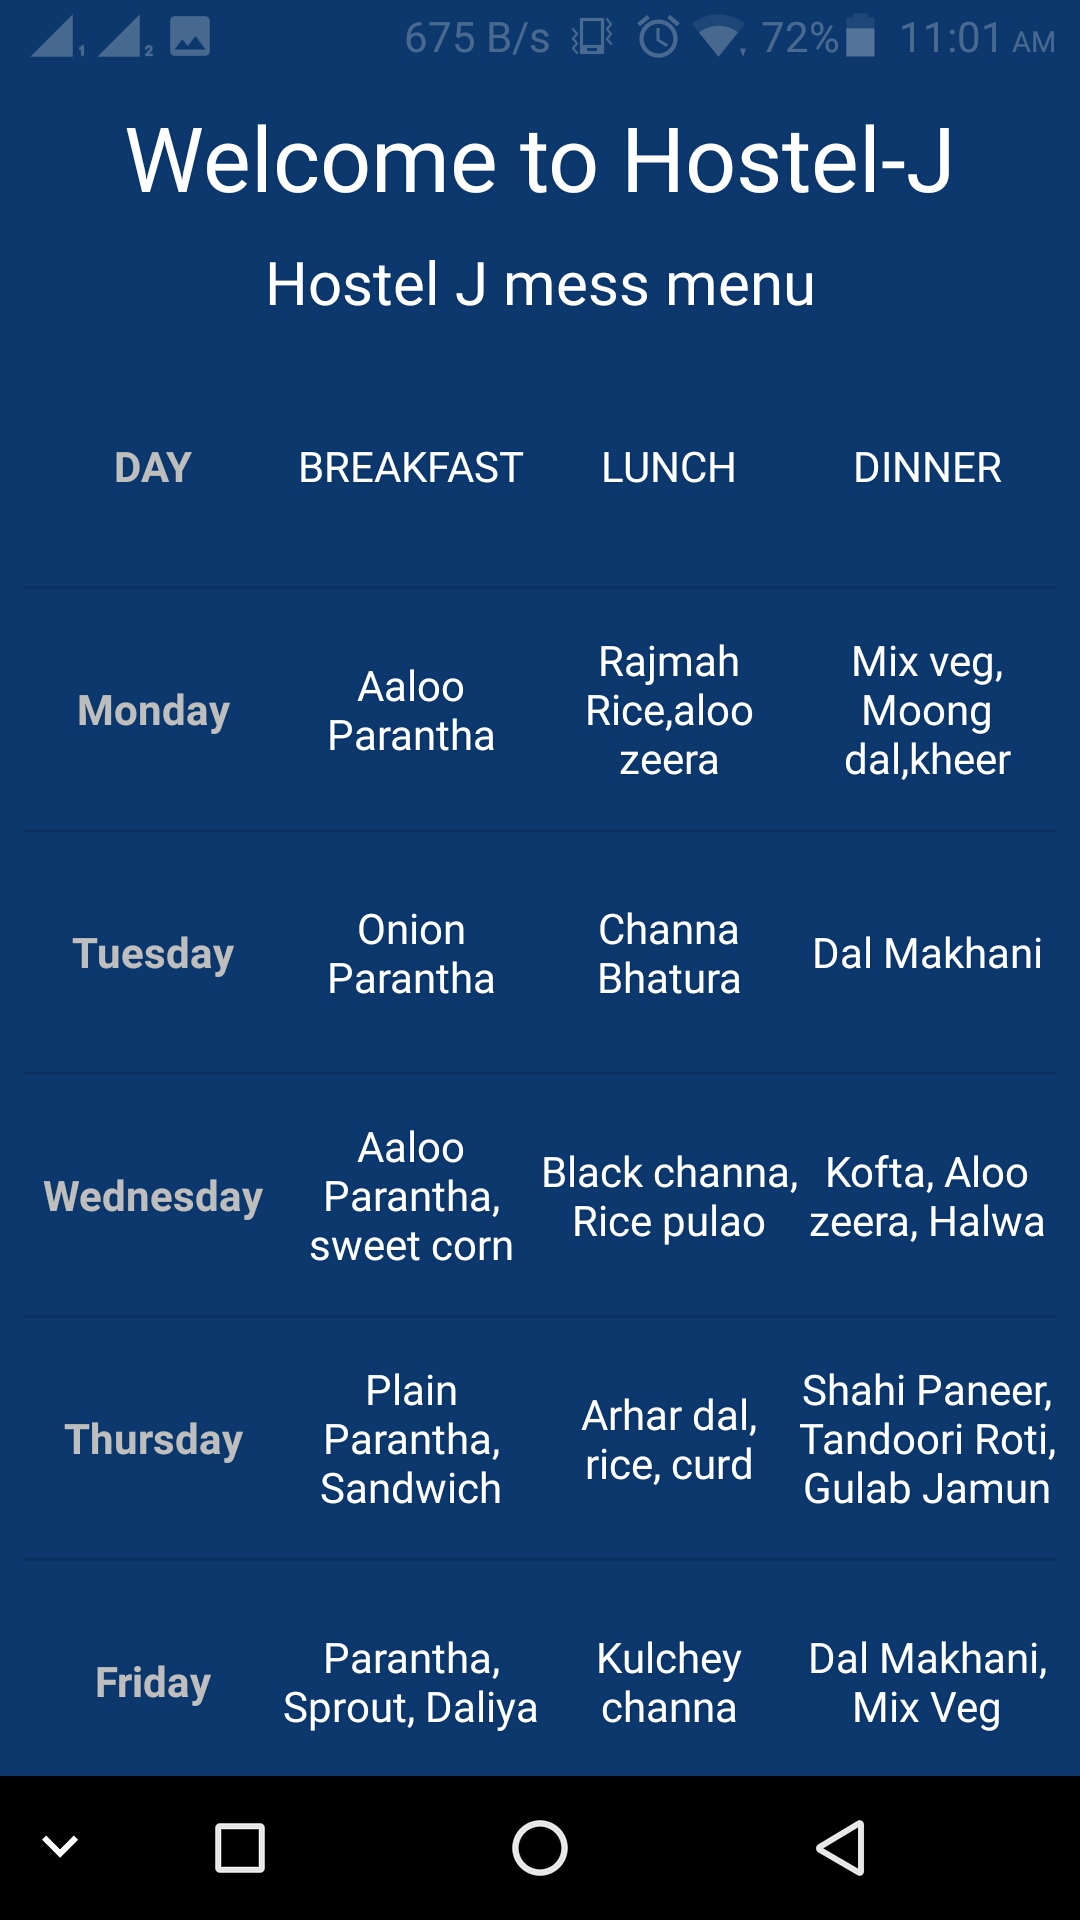 1 2 675 B/s 72% 11:01 AM
Welcome to Hostel-J
Hostel J mess menu
DAY BREAKFAST LUNCH DINNER
Monday
Aaloo
Parantha
Rajmah
Rice,aloo
zeera
Mix veg,
Moong
dal,kheer
Tuesday
Onion
Parantha
Channa
Bhatura
Dal Makhani
Wednesday
Aaloo
Parantha,
sweet corn
Black channa,
Rice pulao
Kofta, Aloo
zeera, Halwa
Thursday
Plain
Parantha,
Sandwich
Arhar dal,
rice, curd
Shahi Paneer,
Tandoori Roti,
Gulab Jamun
Friday
Parantha,
Sprout, Daliya
Kulchey
channa
Dal Makhani,
Mix Veg